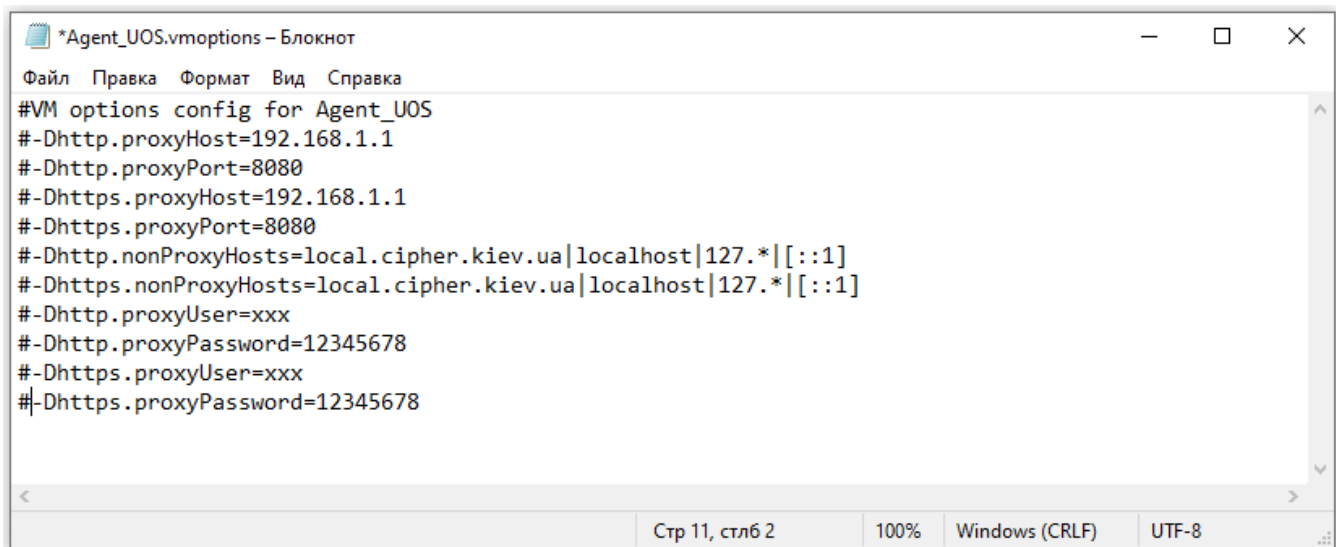 *Agent_UOS.vmoptions – Блокнот
Файл Правка Формат Вид Справка
#VM options config for Agent_UOS
#-Dhttp.proxyHost=192.168.1.1
#-Dhttp.proxyPort=8080
#-Dhttps.proxyHost=192.168.1.1
#-Dhttps.proxyPort=8080
#-Dhttp.nonProxyHosts=local.cipher.kiev.ua|localhost|127.*|[::1]
#-Dhttps.nonProxyHosts=local.cipher.kiev.ua|localhost|127.*|[::1]
#-Dhttp.proxyUser=xxx
#-Dhttp.proxyPassword=12345678
#-Dhttps.proxyUser=xxx
#-Dhttps.proxyPassword=12345678
Стр 11, стлб 2 100% Windows (CRLF) UTF-8